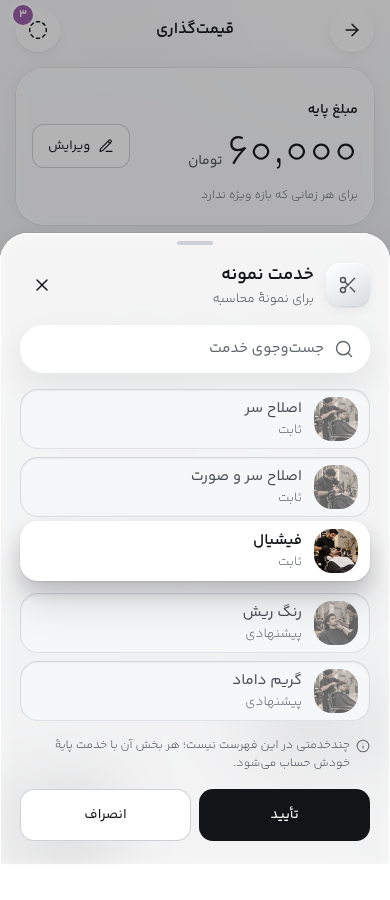 قیمت‌گذاری
۳
مبلغ پایه
۶۰,۰۰۰ تومان
ویرایش
برای هر زمانی که بازه ویژه ندارد
خدمت نمونه
برای نمونهٔ محاسبه
جست‌وجوی خدمت
اصلاح سر
ثابت
اصلاح سر و صورت
ثابت
فیشیال
ثابت
رنگ ریش
پیشنهادی
گریم داماد
پیشنهادی
چندخدمتی در این فهرست نیست؛ هر بخش آن با خدمت پایهٔ
خودش حساب می‌شود.
تأیید
انصراف